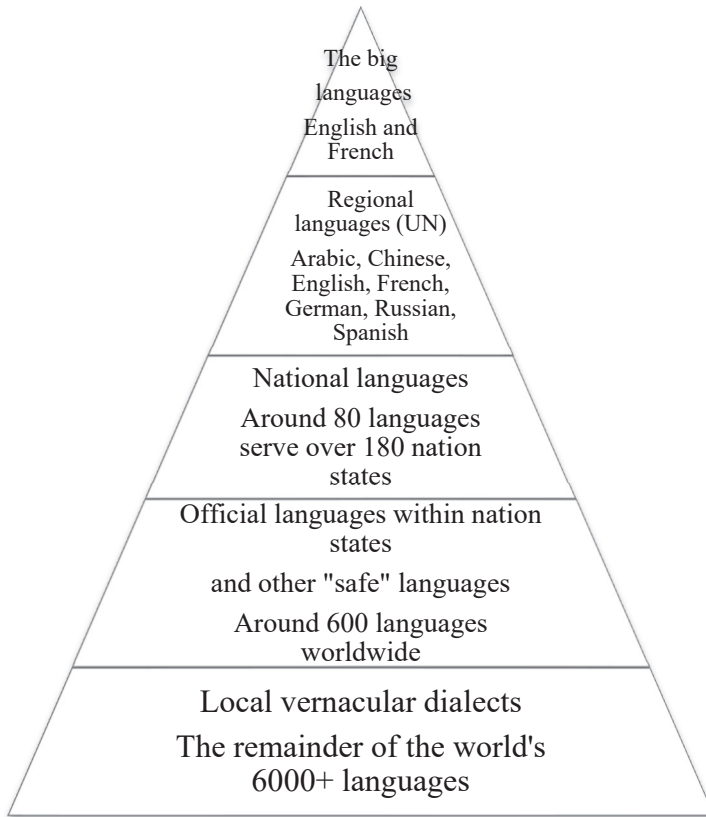 The big
languages
English and
French
Regional
languages (UN)
Arabic, Chinese,
English, French,
German, Russian,
Spanish
National languages
Around 80 languages
serve over 180 nation
states
Official languages within nation
states
and other "safe" languages
Around 600 languages
worldwide
Local vernacular dialects
The remainder of the world's
6000+ languages